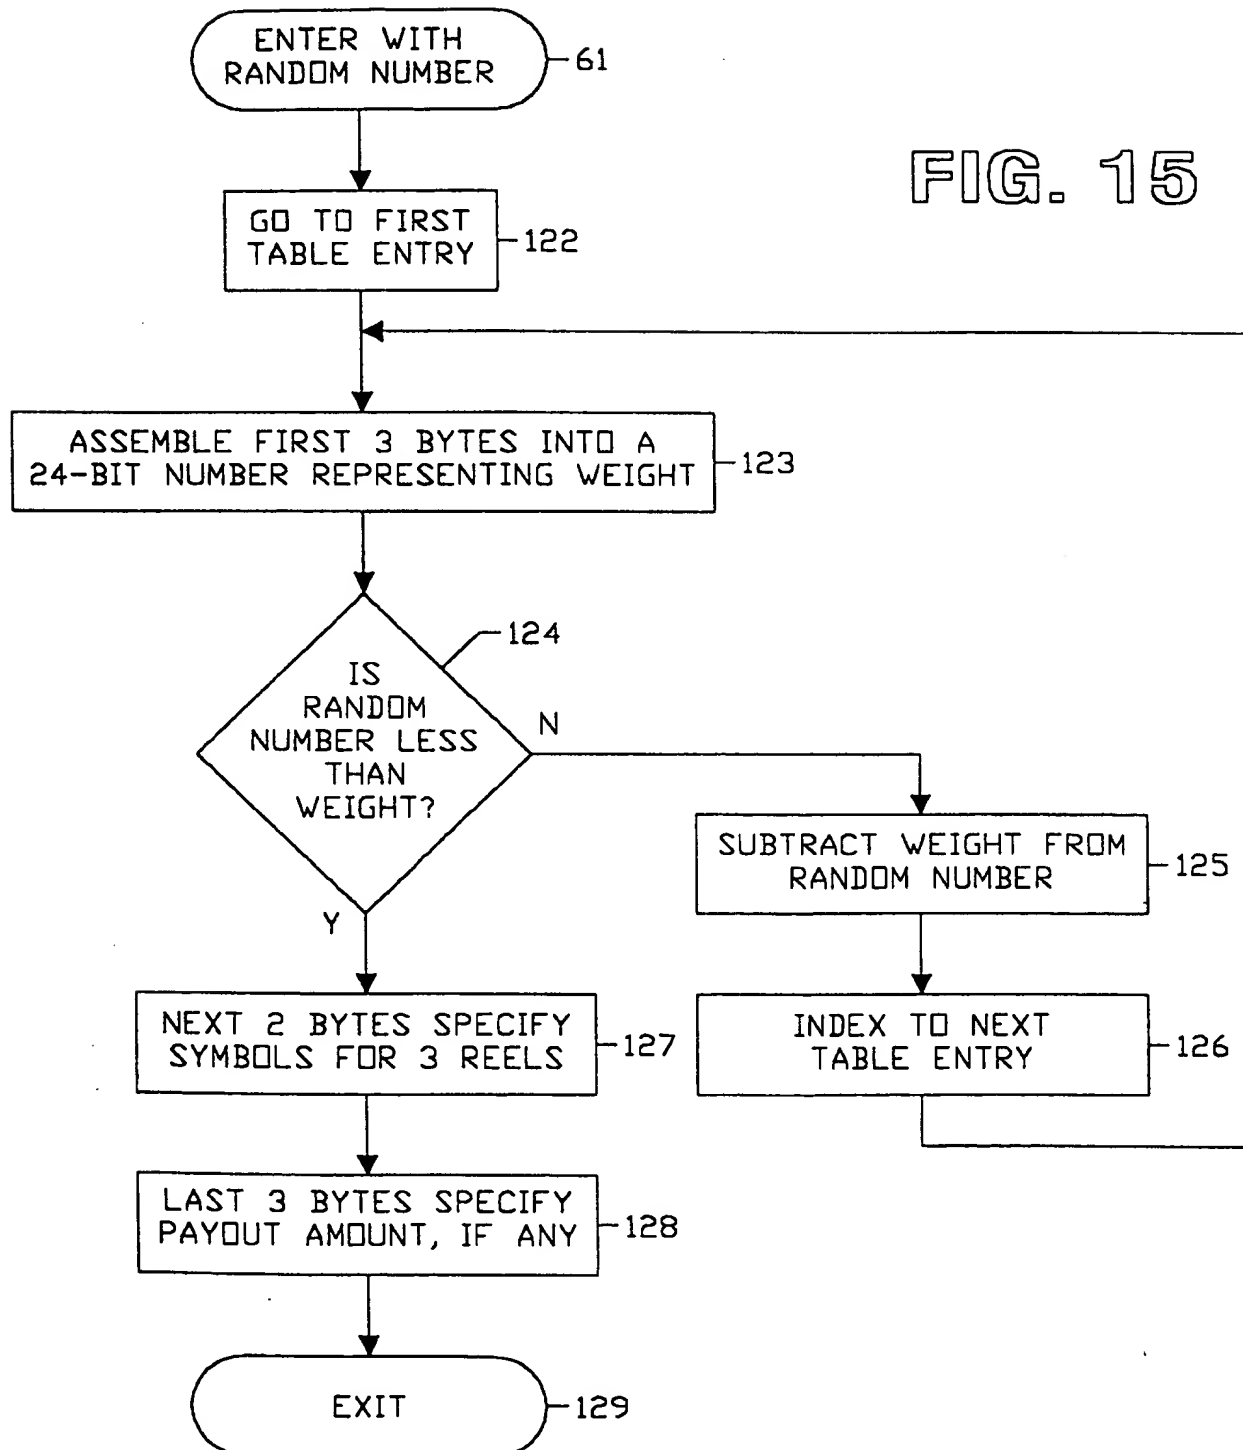 ENTER WITH
RANDOM NUMBER
61
FIG. 15
GO TO FIRST
TABLE ENTRY
122
ASSEMBLE FIRST 3 BYTES INTO A
24-BIT NUMBER REPRESENTING WEIGHT
123
124
IS
RANDOM
NUMBER LESS
THAN
WEIGHT?
N
Y
SUBTRACT WEIGHT FROM
RANDOM NUMBER
125
INDEX TO NEXT
TABLE ENTRY
126
NEXT 2 BYTES SPECIFY
SYMBOLS FOR 3 REELS
127
LAST 3 BYTES SPECIFY
PAYOUT AMOUNT, IF ANY
128
EXIT
129